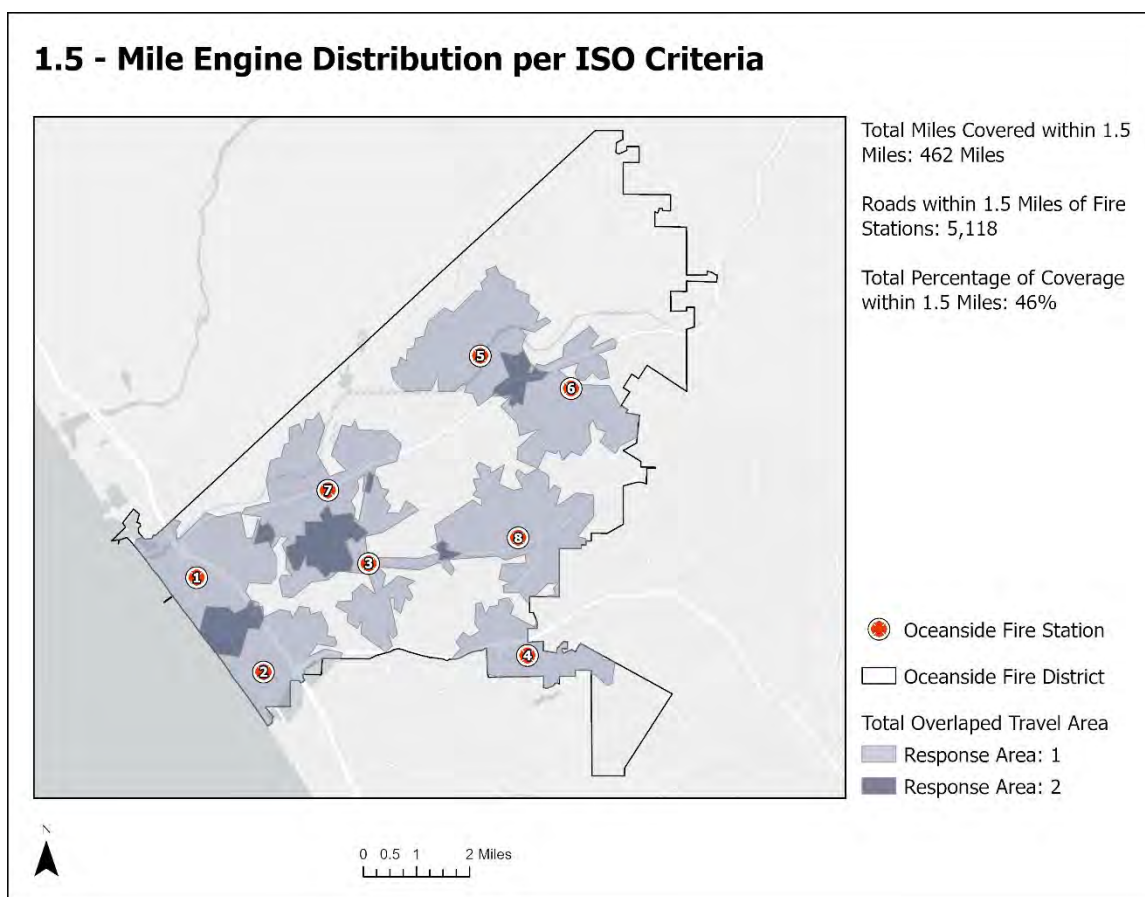 1.5 - Mile Engine Distribution per ISO Criteria
Total Miles Covered within 1.5
Miles: 462 Miles
Roads within 1.5 Miles of Fire
Stations: 5,118
Total Percentage of Coverage
within 1.5 Miles: 46%
5
6
7
8
3
1
4
2
Oceanside Fire Station
Oceanside Fire District
Total Overlaped Travel Area
Response Area: 1
Response Area: 2
N
0 0.5 1 2 Miles